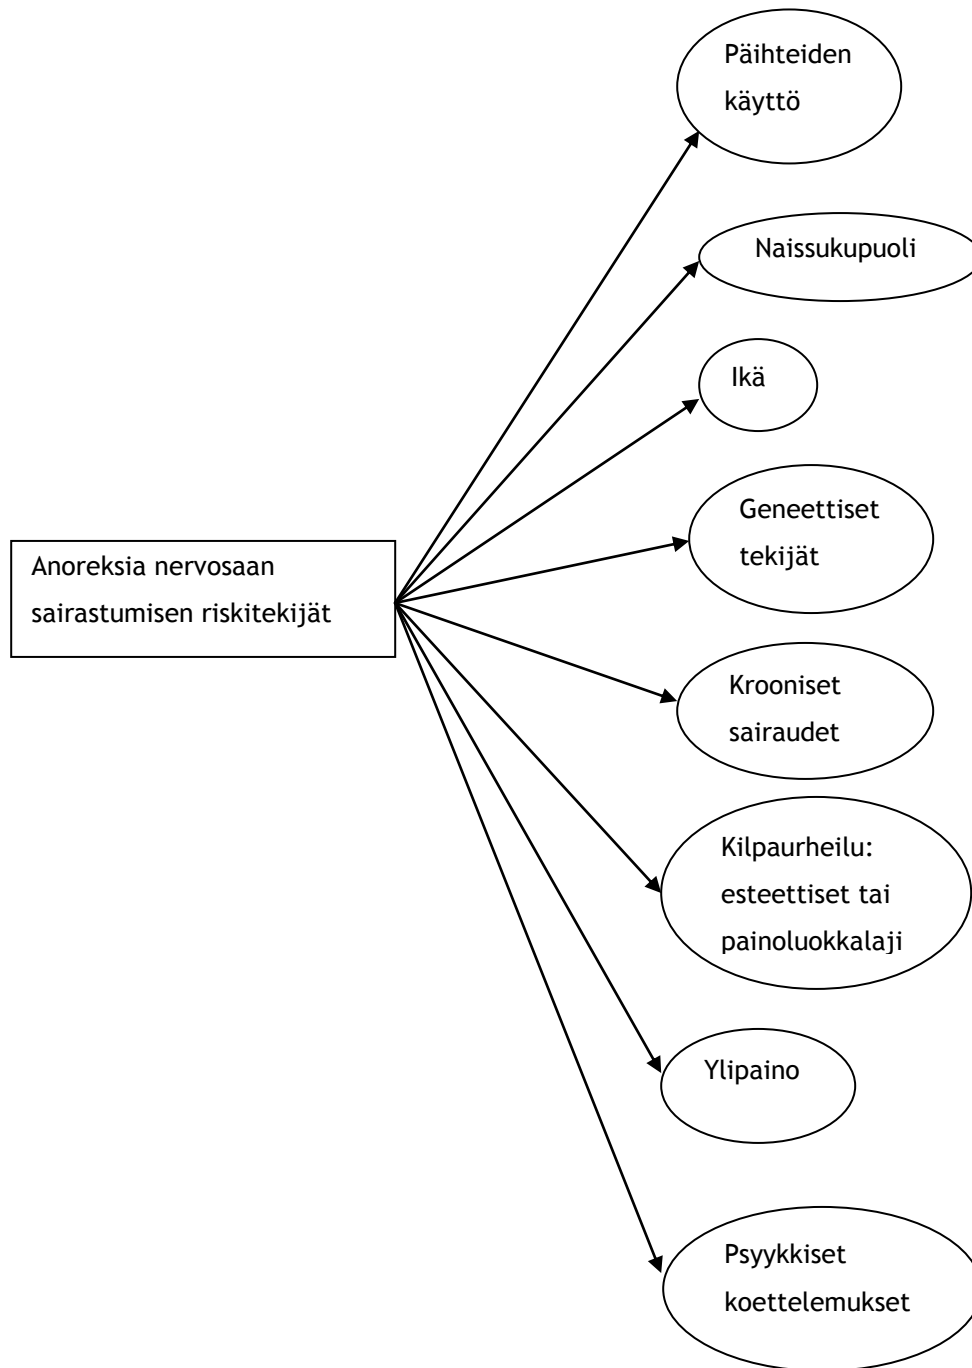 Päihteiden
käyttö
Naissukupuoli
Ikä
Geneettiset
tekijät
Anoreksia nervosaan
sairastumisen riskitekijät
Krooniset
sairaudet
Kilpaurheilu:
esteettiset tai
painoluokkalaji
Ylipaino
Psyykkiset
koettelemukset